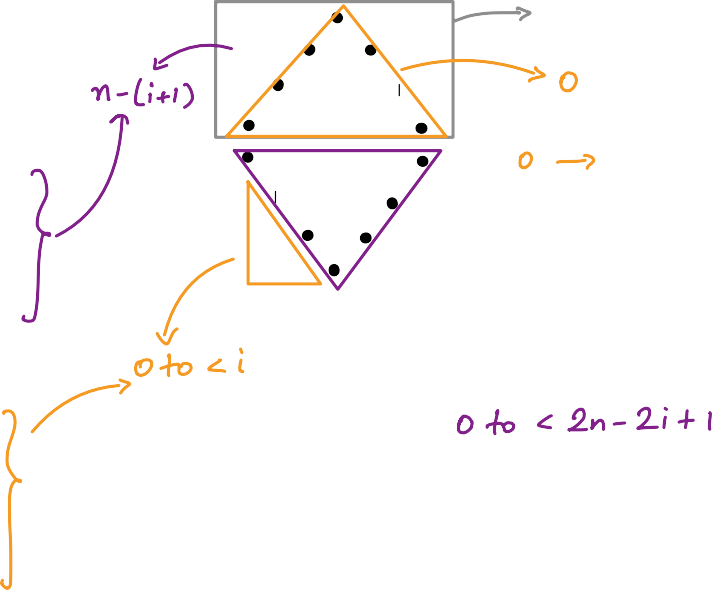 n-(i+1)
0
0 →
0 to < i
0 to < 2n-2i+1